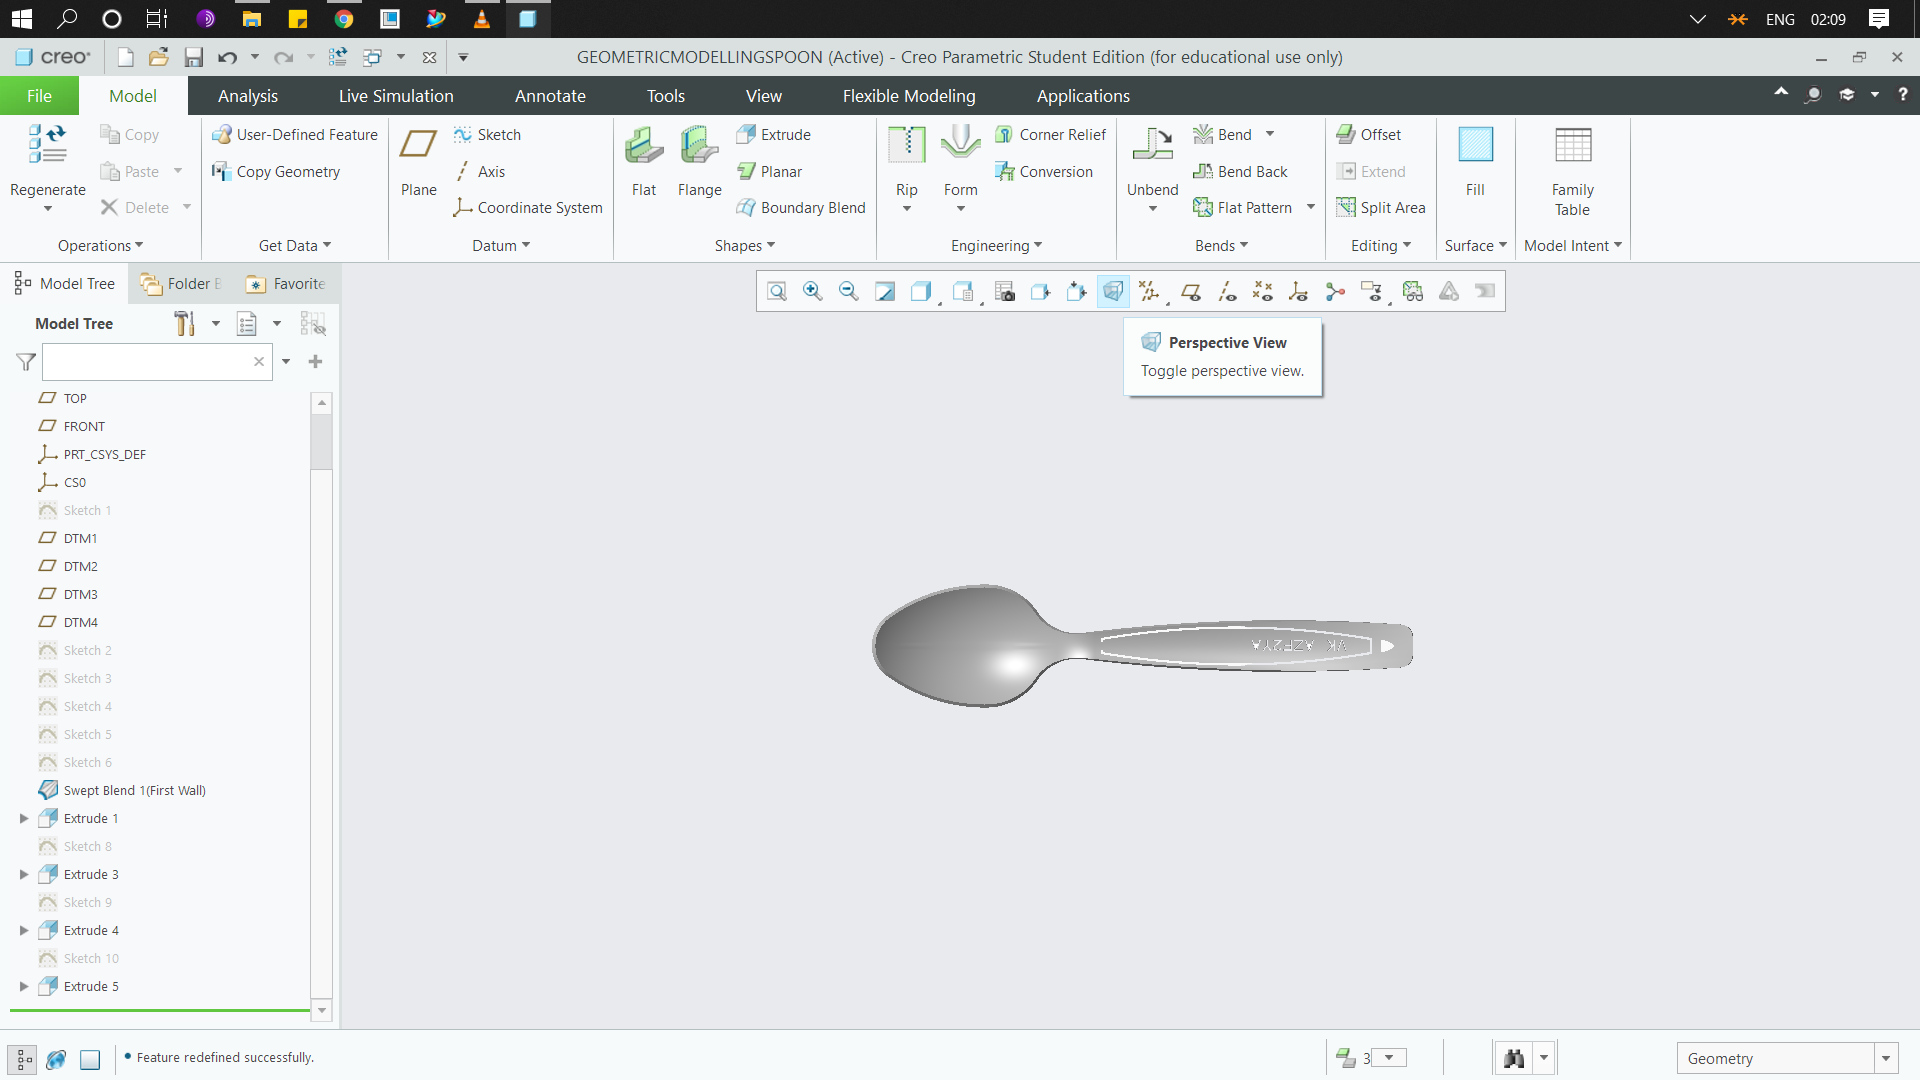 ENG 02:09
creo GEOMETRICMODELLINGSPOON (Active) - Creo Parametric Student Edition (for educational use only)
File Model Analysis Live Simulation Annotate Tools View Flexible Modeling Applications
Regenerate
Copy
Paste
Delete
Operations
User-Defined Feature
Copy Geometry
Get Data
Plane
Sketch
Axis
Coordinate System
Datum
Flat
Flange
Extrude
Planar
Boundary Blend
Shapes
Rip
Form
Corner Relief
Conversion
Engineering
Unbend
Bend
Bend Back
Flat Pattern
Bends
Offset
Extend
Split Area
Editing
Fill
Surface
Family
Table
Model Intent
Model Tree Folder Favorite
Model Tree
Perspective View
Toggle perspective view.
TOP
FRONT
PRT_CSYS_DEF
CS0
Sketch 1
DTM1
DTM2
DTM3
DTM4
Sketch 2
Sketch 3
Sketch 4
Sketch 5
Sketch 6
Swept Blend 1(First Wall)
Extrude 1
Sketch 8
Extrude 3
Sketch 9
Extrude 4
Sketch 10
Extrude 5
VK AZF2YA
Feature redefined successfully.
3
Geometry